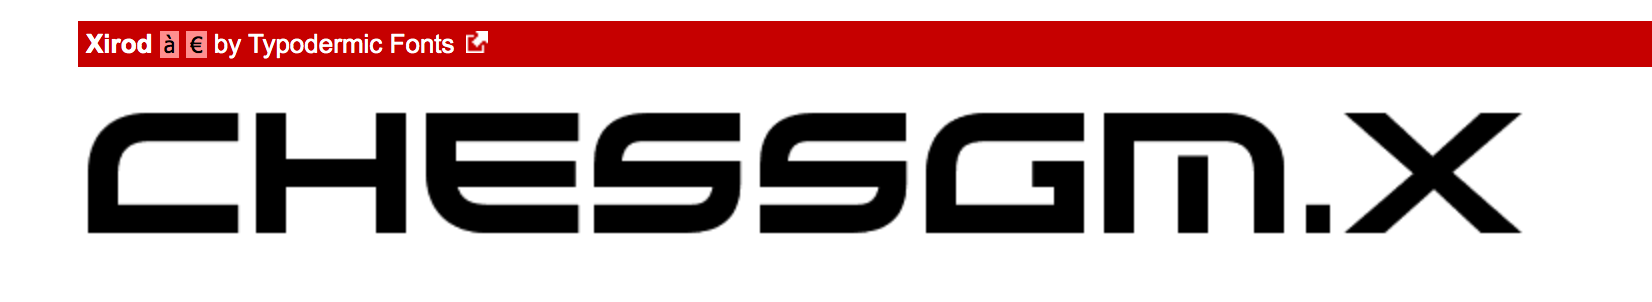 Xirod à € by Typodermic Fonts
CHESSGM.X